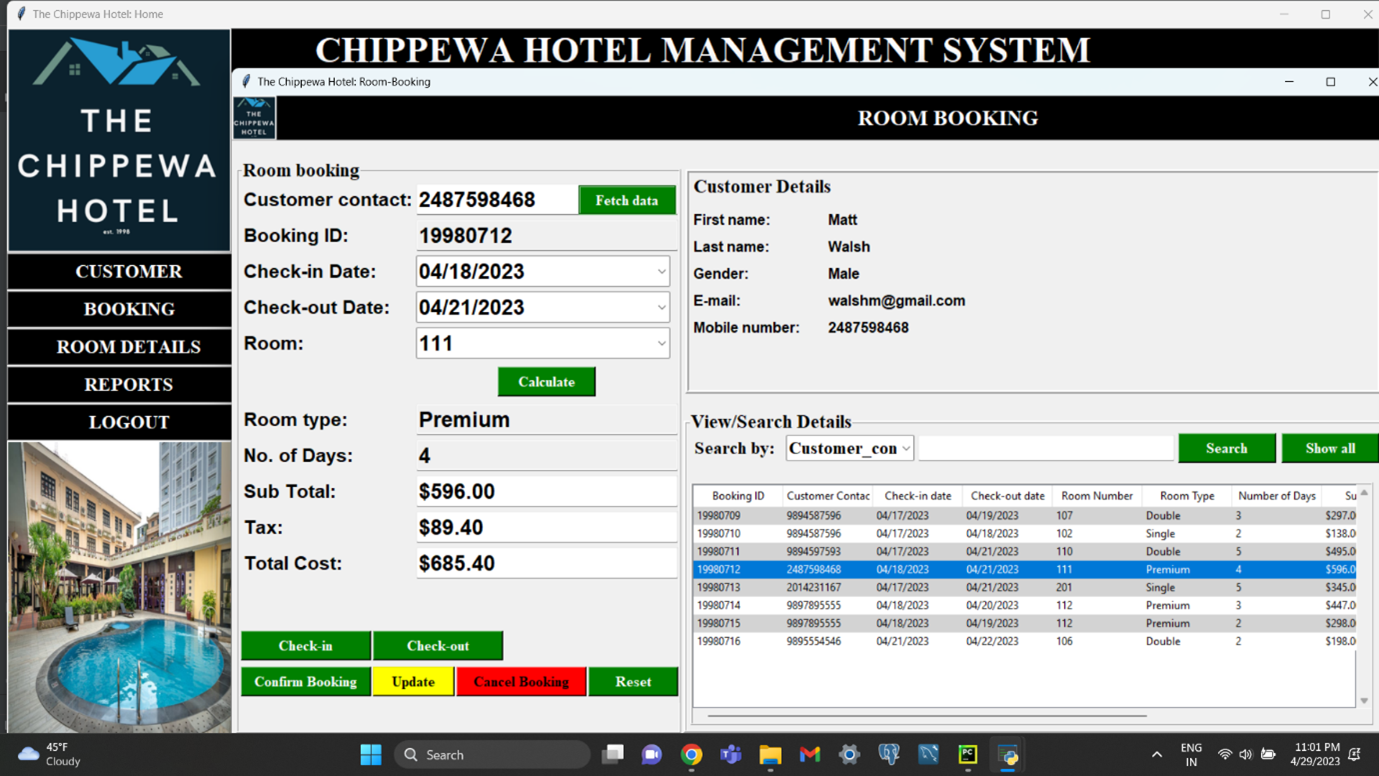 The Chippewa Hotel: Home
THE
CHIPPEWA
HOTEL
est. 1998
CHIPPEWA HOTEL MANAGEMENT SYSTEM
The Chippewa Hotel: Room-Booking
THE
CHIPPEWA
HOTEL
ROOM BOOKING
CUSTOMER
BOOKING
ROOM DETAILS
REPORTS
LOGOUT
Room booking
Customer contact: 2487598468 Fetch data
Booking ID: 19980712
Check-in Date: 04/18/2023
Check-out Date: 04/21/2023
Room: 111
Calculate
Room type: Premium
No. of Days: 4
Sub Total: $596.00
Tax: $89.40
Total Cost: $685.40
Check-in Check-out
Confirm Booking Update Cancel Booking Reset
Customer Details
First name: Matt
Last name: Walsh
Gender: Male
E-mail: walshm@gmail.com
Mobile number: 2487598468
View/Search Details
Search by: Customer_con Search Show all
Booking ID Customer Contac Check-in date Check-out date Room Number Room Type Number of Days Su
19980709 9894587596 04/17/2023 04/19/2023 107 Double 3 $297.0
19980710 9894587596 04/17/2023 04/18/2023 102 Single 2 $138.0
19980711 9894597593 04/17/2023 04/21/2023 110 Double 5 $495.0
19980712 2487598468 04/18/2023 04/21/2023 111 Premium 4 $596.0
19980713 2014231167 04/17/2023 04/21/2023 201 Single 5 $345.0
19980714 9897895555 04/18/2023 04/20/2023 112 Premium 3 $447.0
19980715 9897895555 04/18/2023 04/19/2023 112 Premium 2 $298.0
19980716 9895554546 04/21/2023 04/22/2023 106 Double 2 $198.0
45°F
Cloudy
Search
PC
ENG
IN
11:01 PM
4/29/2023